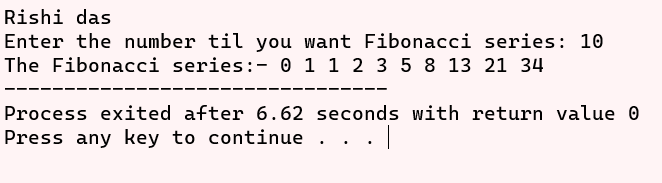 Rishi das
Enter the number til you want Fibonacci series: 10
The Fibonacci series:- 0 1 1 2 3 5 8 13 21 34
--------------------------------
Process exited after 6.62 seconds with return value 0
Press any key to continue . . .